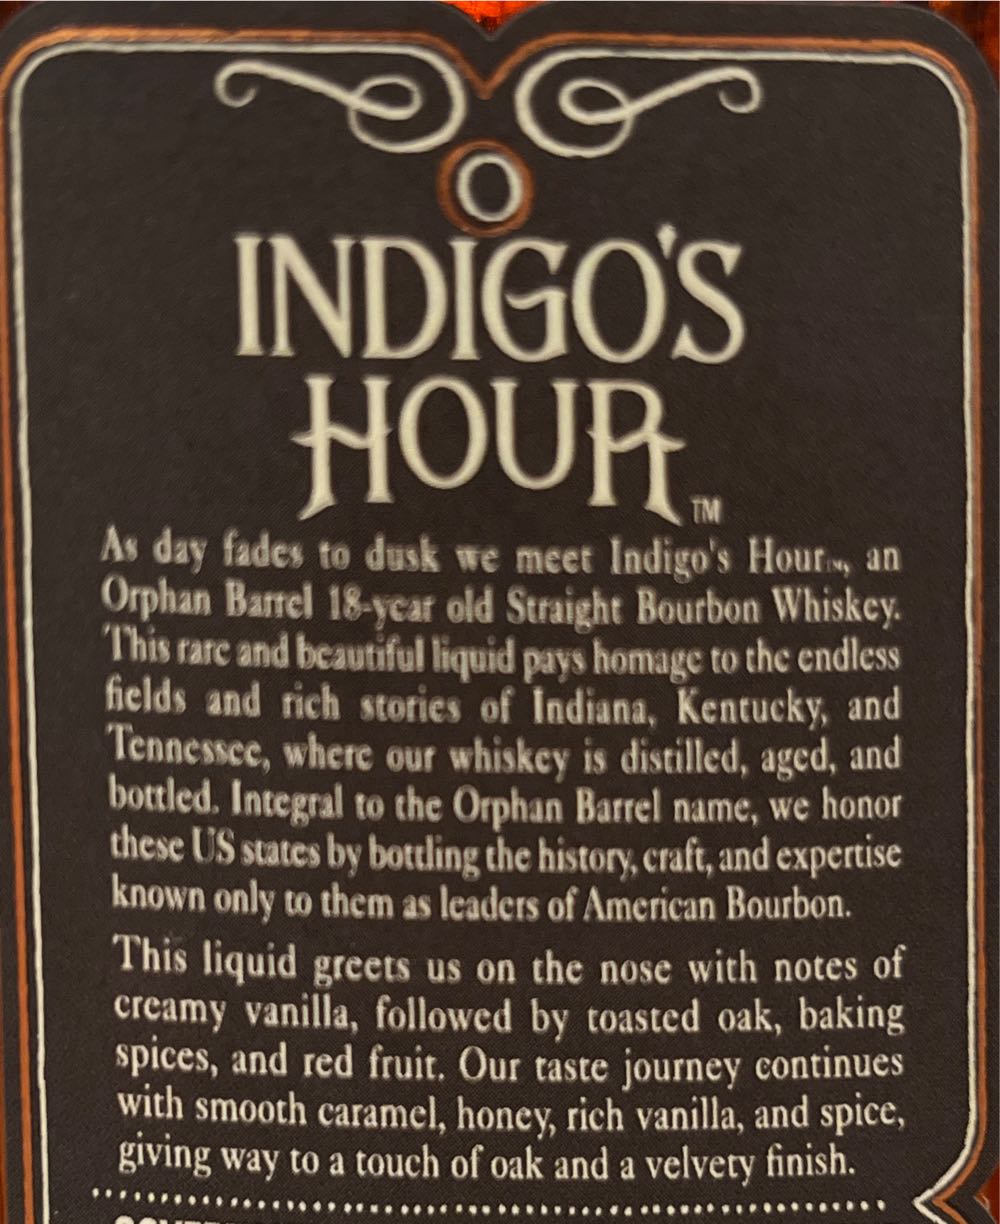 INDIGO'S
HOUR™
As day fades to dusk we meet Indigo's Hour™, an
Orphan Barrel 18-year old Straight Bourbon Whiskey.
This rare and beautiful liquid pays homage to the endless
fields and rich stories of Indiana, Kentucky, and
Tennessee, where our whiskey is distilled, aged, and
bottled. Integral to the Orphan Barrel name, we honor
these US states by bottling the history, craft, and expertise
known only to them as leaders of American Bourbon.
This liquid greets us on the nose with notes of
creamy vanilla, followed by toasted oak, baking
spices, and red fruit. Our taste journey continues
with smooth caramel, honey, rich vanilla, and spice,
giving way to a touch of oak and a velvety finish.